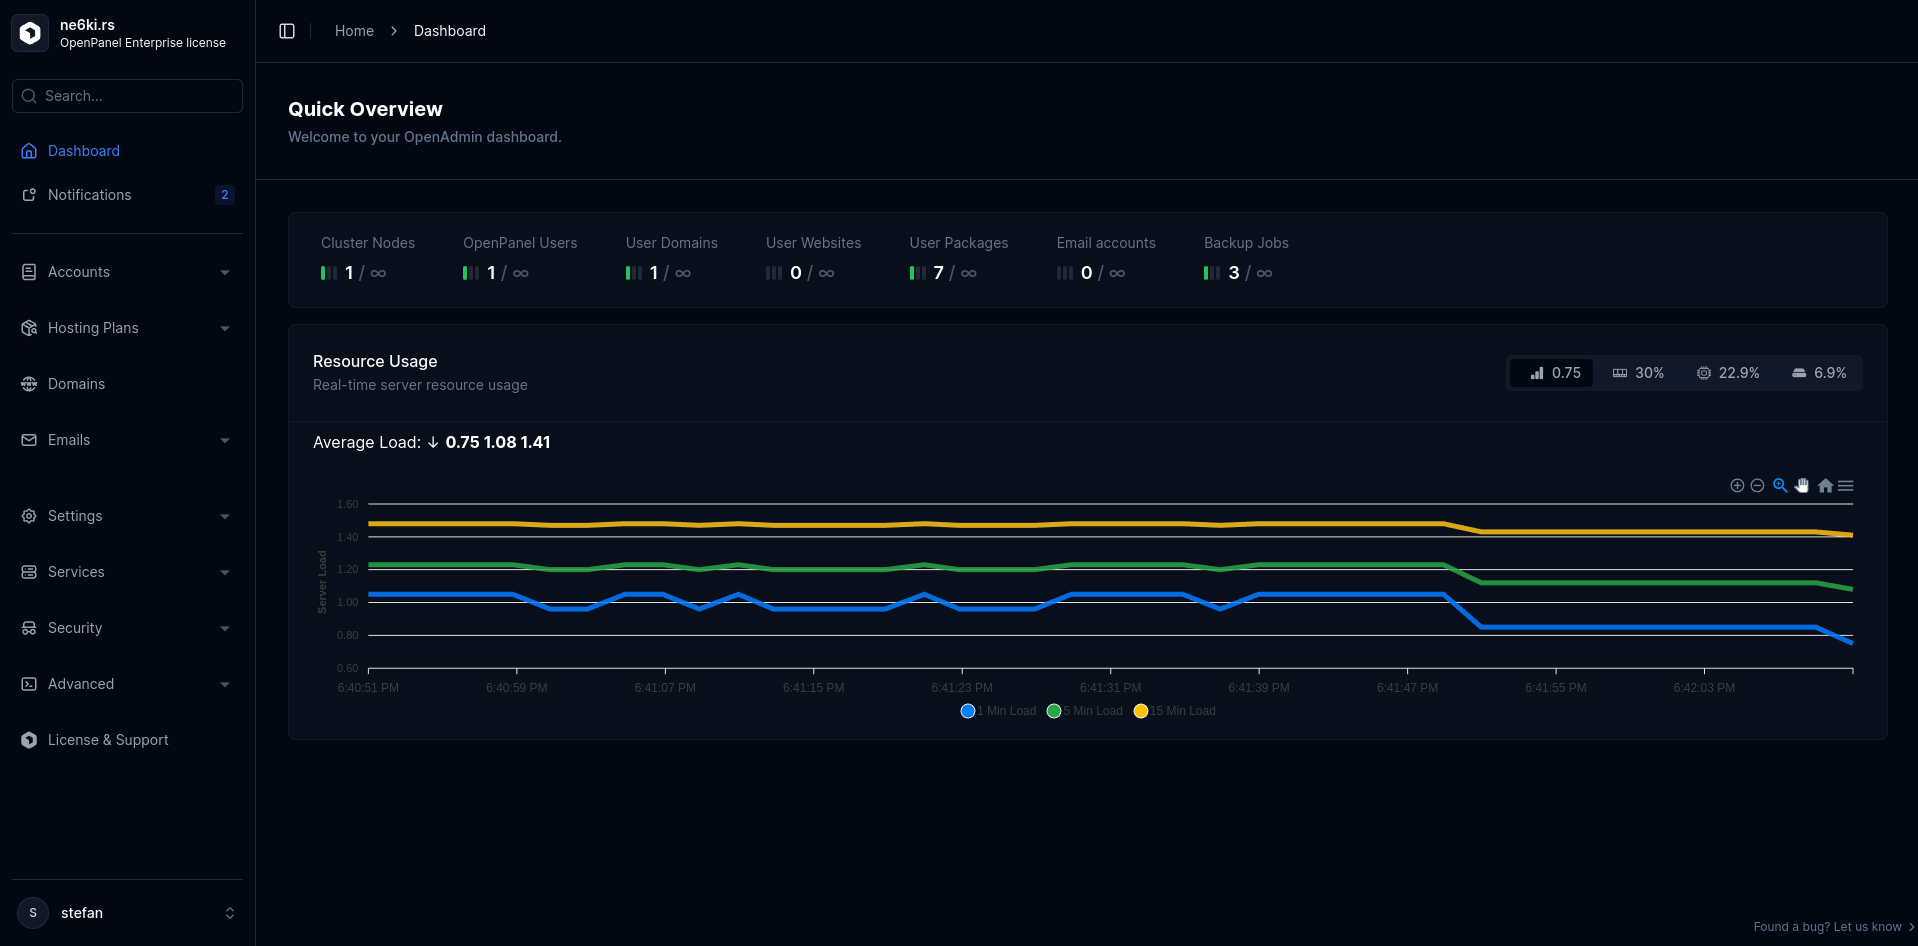 ne6ki.rs
OpenPanel Enterprise license
Search...
Dashboard
Notifications 2
Accounts
Hosting Plans
Domains
Emails
Settings
Services
Security
Advanced
License & Support
S stefan
Home > Dashboard
Quick Overview
Welcome to your OpenAdmin dashboard.
Cluster Nodes OpenPanel Users User Domains User Websites User Packages Email accounts Backup Jobs
1 / ∞ 1 / ∞ 1 / ∞ 0 / ∞ 7 / ∞ 0 / ∞ 3 / ∞
Resource Usage
Real-time server resource usage
0.75 30% 22.9% 6.9%
Average Load: ↓ 0.75 1.08 1.41
Server Load
1.60
1.40
1.20
1.00
0.80
0.60
6:40:51 PM 6:40:59 PM 6:41:07 PM 6:41:15 PM 6:41:23 PM 6:41:31 PM 6:41:39 PM 6:41:47 PM 6:41:55 PM 6:42:03 PM
1 Min Load 5 Min Load 15 Min Load
Found a bug? Let us know >